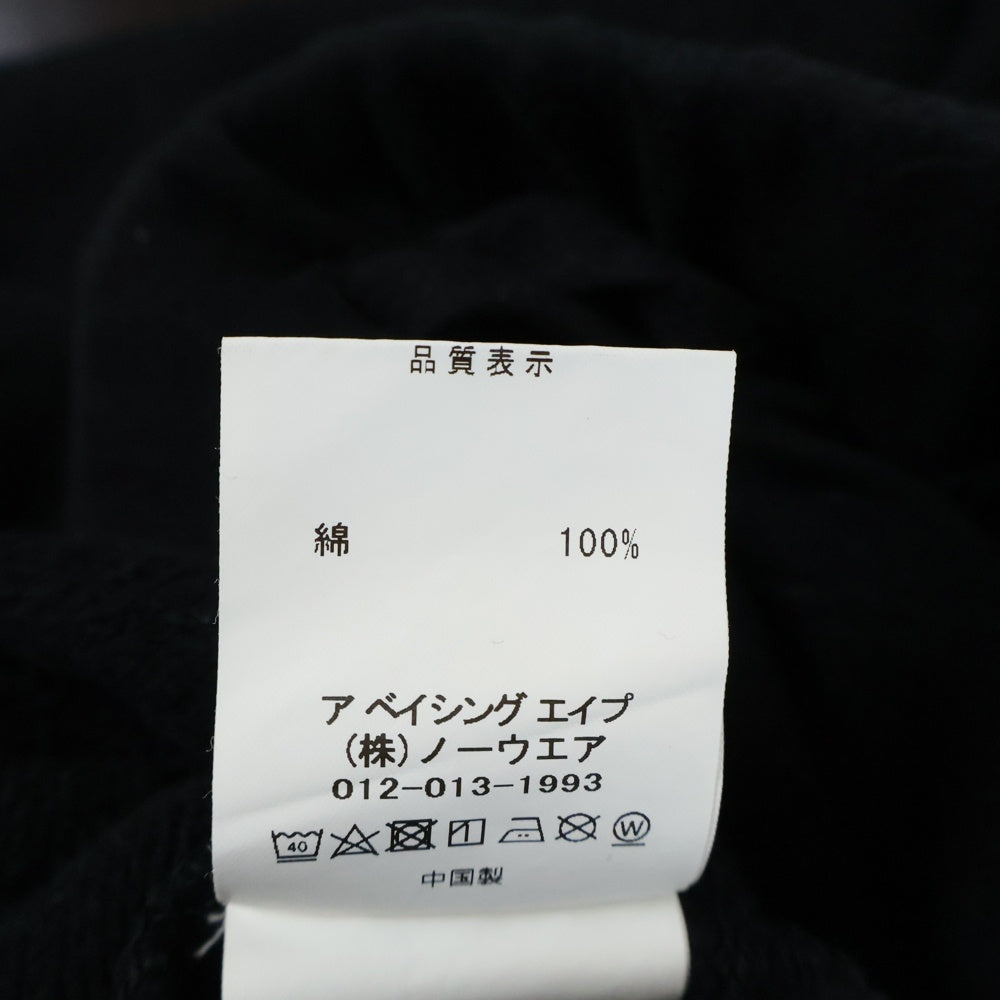 品質表示
綿 100%
ア ベイシング エイプ
(株)ノーウエア
012-013-1993
40 W
中国製